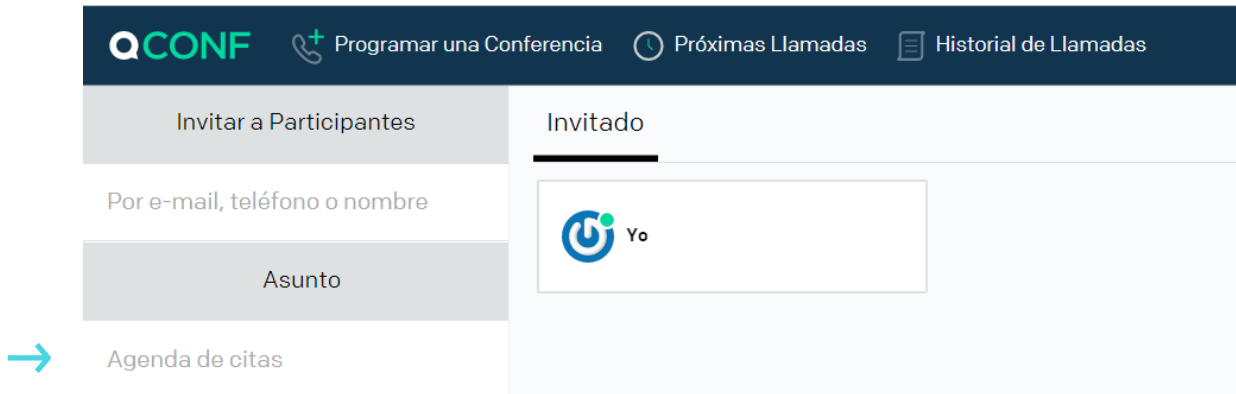 QCONF Programar una Conferencia Próximas Llamadas Historial de Llamadas
Invitar a Participantes
Invitado
Por e-mail, teléfono o nombre
Yo
Asunto
Agenda de citas